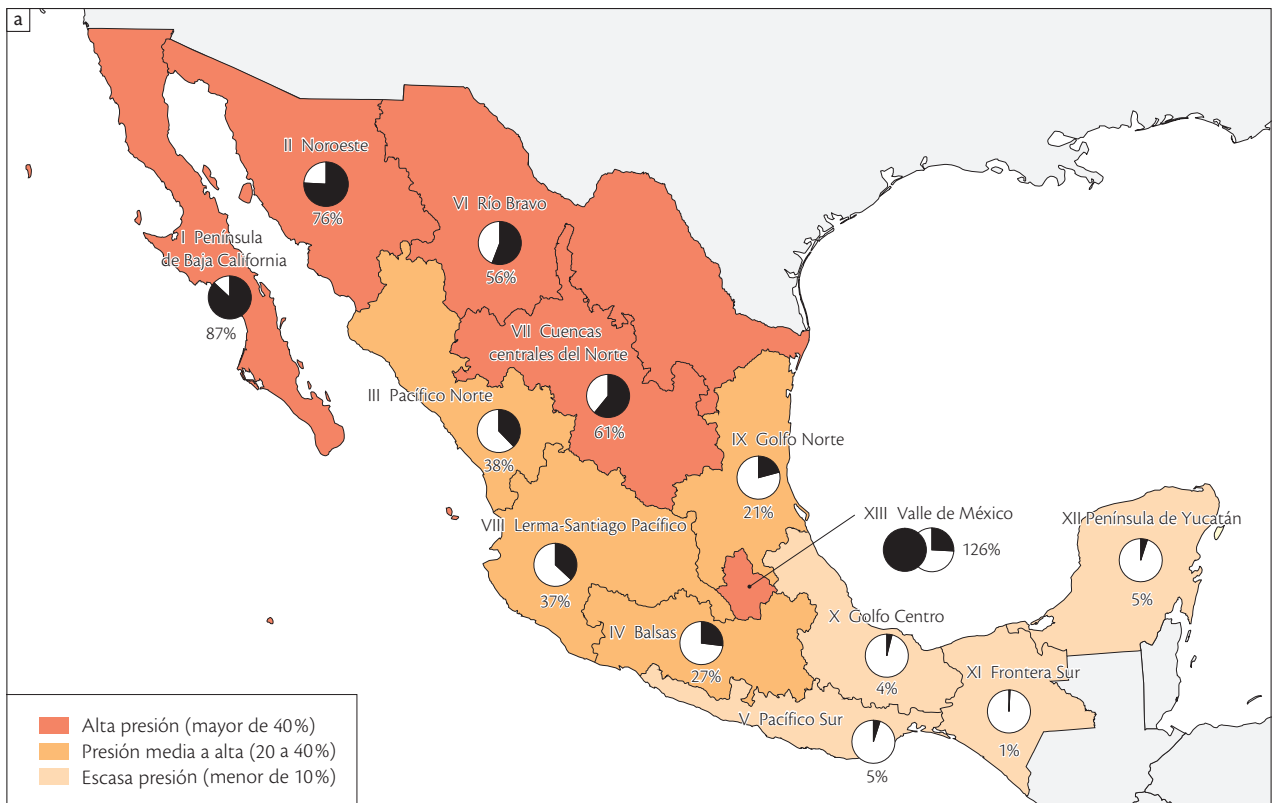 a
II Noroeste
76%
VI Río Bravo
56%
I Península
de Baja California
87%
VII Cuencas
centrales del Norte
61%
III Pacífico Norte
38%
IX Golfo Norte
21%
VIII Lerma-Santiago Pacífico
37%
XIII Valle de México
126%
XII Península de Yucatán
5%
IV Balsas
27%
X Golfo Centro
4%
XI Frontera Sur
1%
V Pacífico Sur
5%
Alta presión (mayor de 40%)
Presión media a alta (20 a 40%)
Escasa presión (menor de 10%)